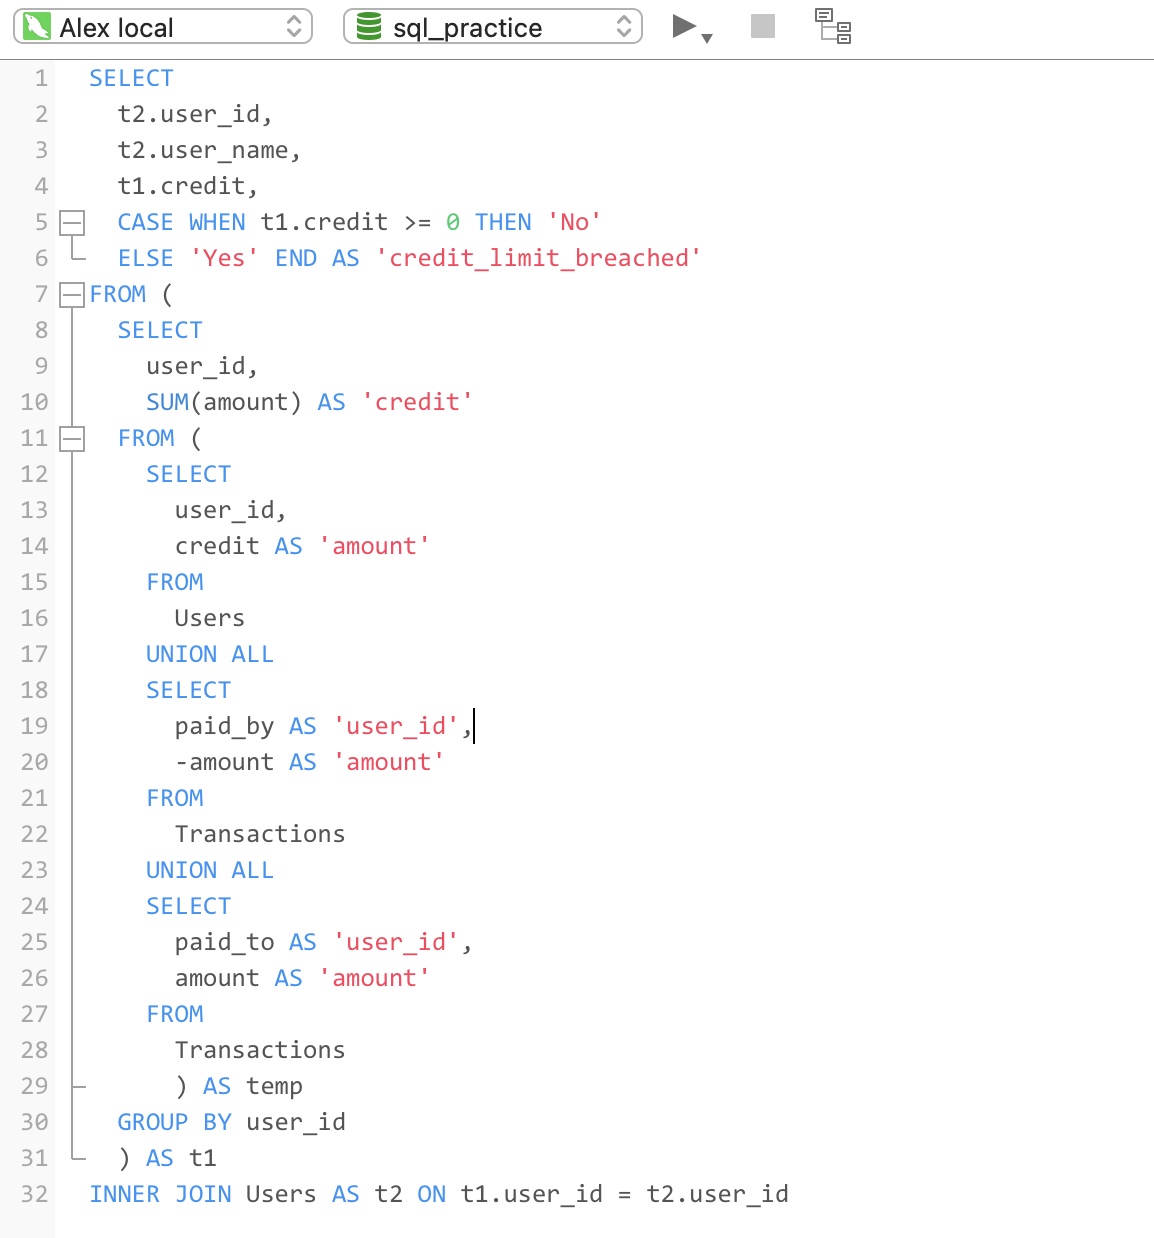 Alex local sql_practice
1 SELECT
2 t2.user_id,
3 t2.user_name,
4 t1.credit,
5 CASE WHEN t1.credit >= 0 THEN 'No'
6 ELSE 'Yes' END AS 'credit_limit_breached'
7 FROM (
8 SELECT
9 user_id,
10 SUM(amount) AS 'credit'
11 FROM (
12 SELECT
13 user_id,
14 credit AS 'amount'
15 FROM
16 Users
17 UNION ALL
18 SELECT
19 paid_by AS 'user_id',
20 -amount AS 'amount'
21 FROM
22 Transactions
23 UNION ALL
24 SELECT
25 paid_to AS 'user_id',
26 amount AS 'amount'
27 FROM
28 Transactions
29 ) AS temp
30 GROUP BY user_id
31 ) AS t1
32 INNER JOIN Users AS t2 ON t1.user_id = t2.user_id